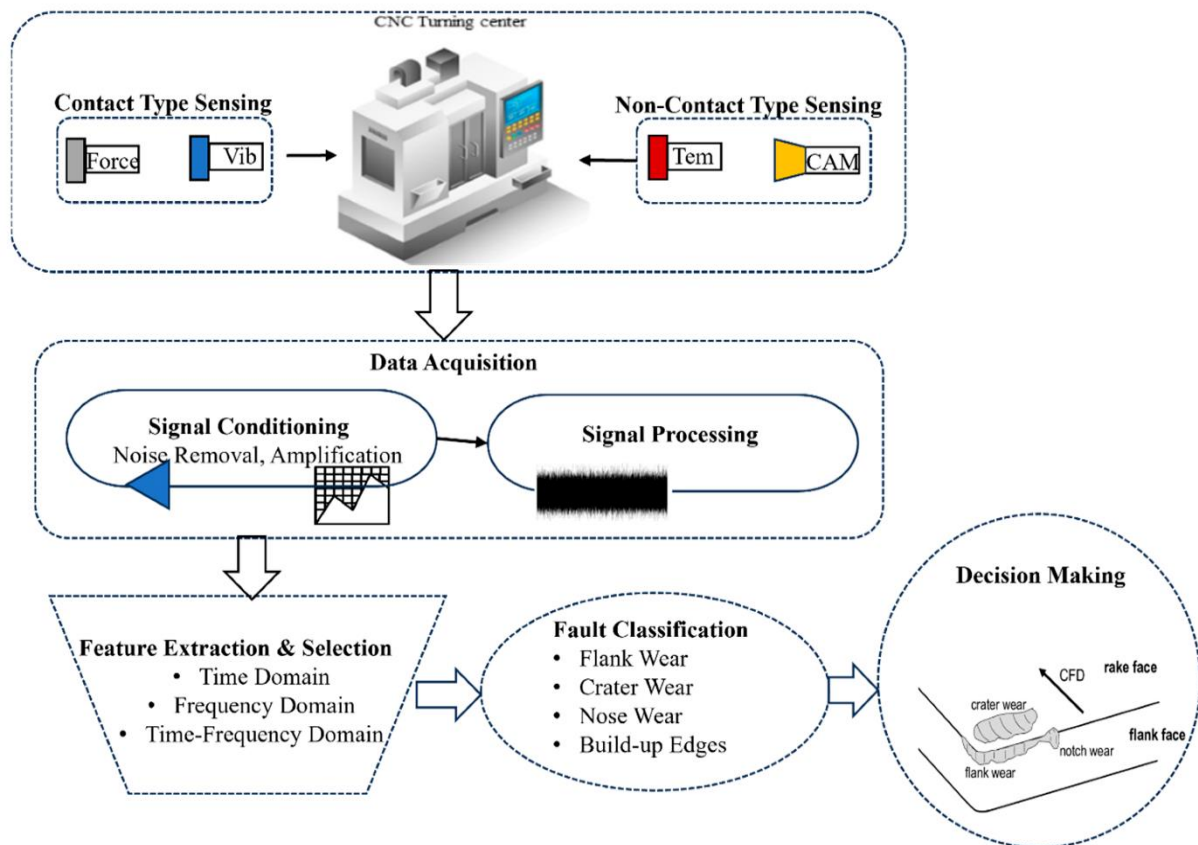 CNC Turning center
Contact Type Sensing
Non-Contact Type Sensing
Force
Vib
Tem
CAM
Data Acquisition
Signal Conditioning
Noise Removal, Amplification
Signal Processing
Feature Extraction & Selection
• Time Domain
• Frequency Domain
• Time-Frequency Domain
Fault Classification
• Flank Wear
• Crater Wear
• Nose Wear
• Build-up Edges
Decision Making
CFD
rake face
crater wear
flank face
notch wear
flank wear